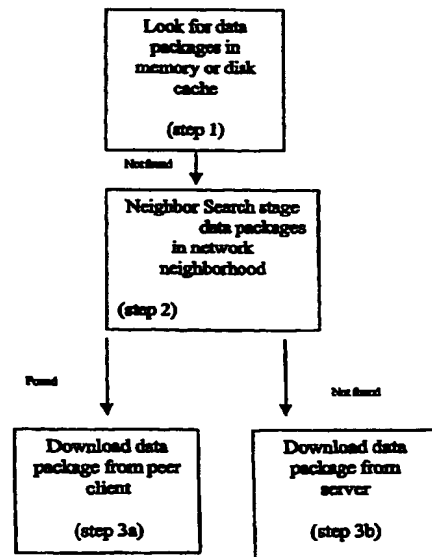 Look for data
packages in
memory or disk
cache
(step 1)
Not found
Neighbor Search stage
data packages
in network
neighborhood
(step 2)
Found
Not found
Download data
package from peer
client
(step 3a)
Download data
package from
server
(step 3b)